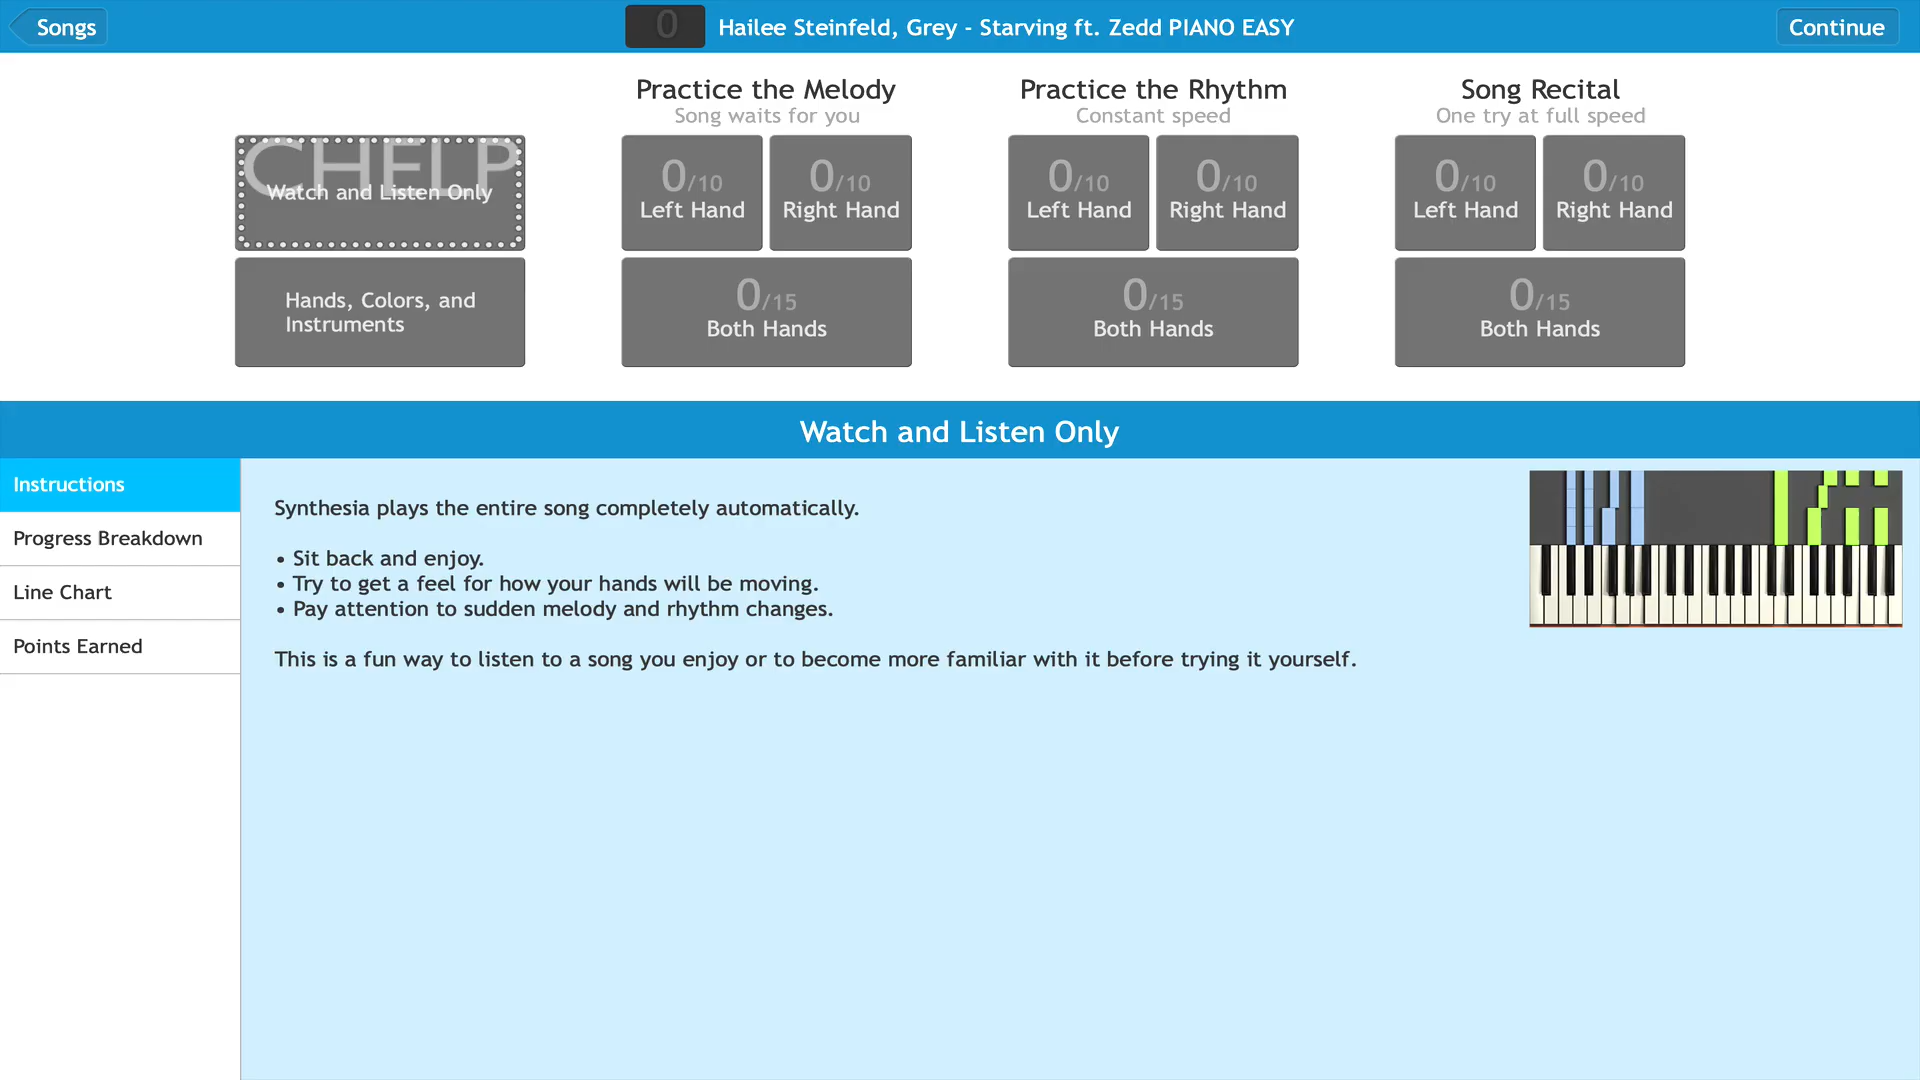 Songs
0
Hailee Steinfeld, Grey - Starving ft. Zedd PIANO EASY
Continue
CHELP
Watch and Listen Only
Hands, Colors, and
Instruments
Practice the Melody
Song waits for you
0/10
Left Hand
0/10
Right Hand
0/15
Both Hands
Practice the Rhythm
Constant speed
0/10
Left Hand
0/10
Right Hand
0/15
Both Hands
Song Recital
One try at full speed
0/10
Left Hand
0/10
Right Hand
0/15
Both Hands
Watch and Listen Only
Instructions
Progress Breakdown
Line Chart
Points Earned
Synthesia plays the entire song completely automatically.
• Sit back and enjoy.
• Try to get a feel for how your hands will be moving.
• Pay attention to sudden melody and rhythm changes.
This is a fun way to listen to a song you enjoy or to become more familiar with it before trying it yourself.